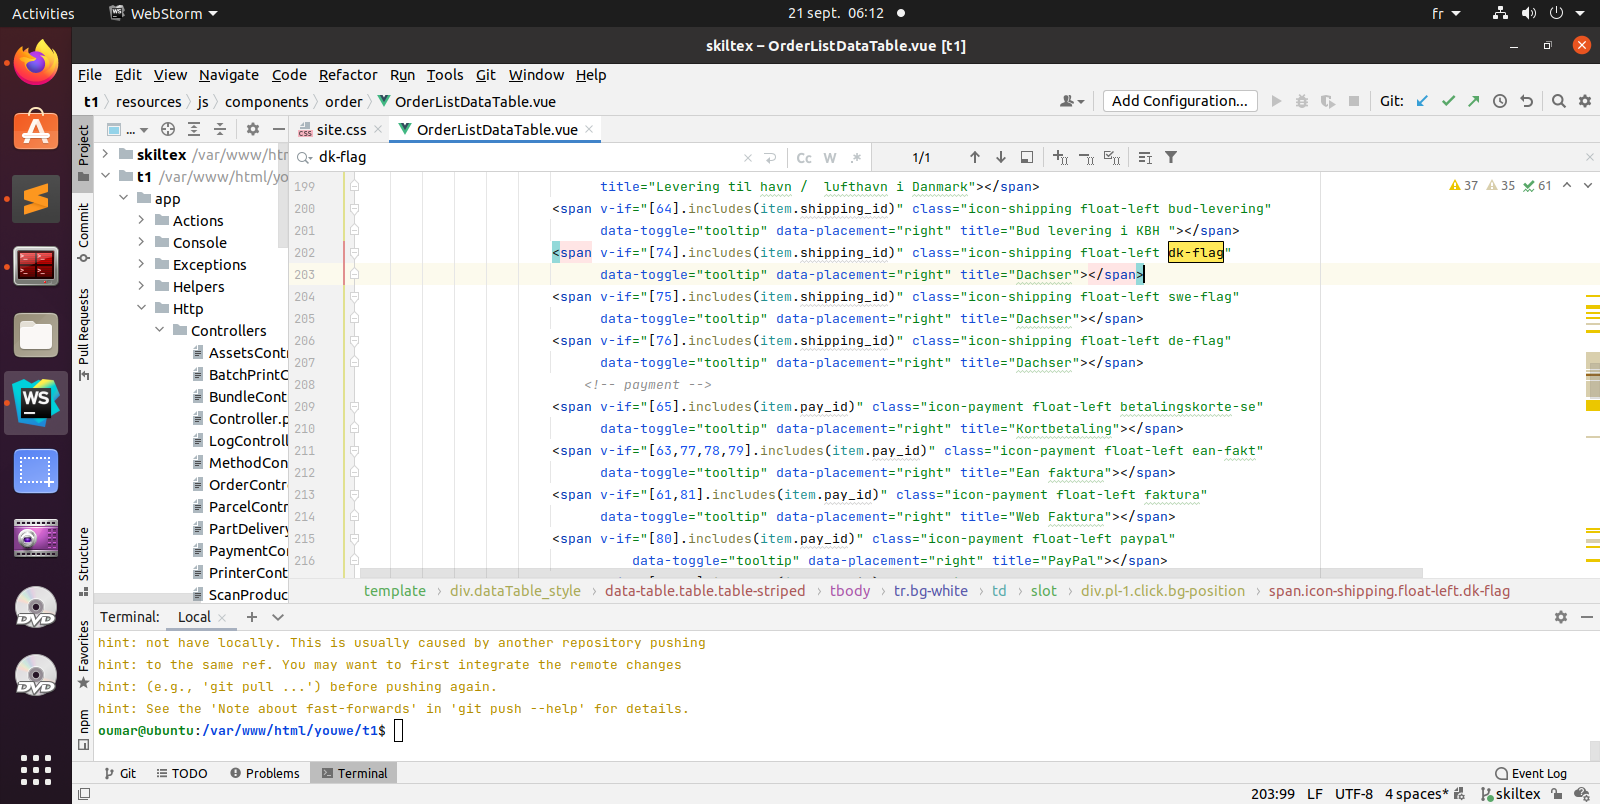 Activities
WebStorm
21 sept. 06:12
fr
skiltex – OrderListDataTable.vue [t1]
File Edit View Navigate Code Refactor Run Tools Git Window Help
t1 resources js components order OrderListDataTable.vue
Add Configuration...
Git:
Project
...
site.css
OrderListDataTable.vue
skiltex /var/www/ht
dk-flag
Cc W .*
1/1
t1 /var/www/html/yo
app
Actions
Console
Exceptions
Helpers
Http
Controllers
AssetsContr
BatchPrintC
BundleCont
Controller.p
LogControll
MethodCon
OrderContr
ParcelContr
PartDelivery
PaymentCo
PrinterCont
ScanProduc
Commit
Pull Requests
Structure
Favorites
npm
37 35 61
199 title="Levering til havn /  lufthavn i Danmark"></span>
200 <span v-if="[64].includes(item.shipping_id)" class="icon-shipping float-left bud-levering"
201 data-toggle="tooltip" data-placement="right" title="Bud levering i KBH "></span>
202 <span v-if="[74].includes(item.shipping_id)" class="icon-shipping float-left dk-flag"
203 data-toggle="tooltip" data-placement="right" title="Dachser"></span>
204 <span v-if="[75].includes(item.shipping_id)" class="icon-shipping float-left swe-flag"
205 data-toggle="tooltip" data-placement="right" title="Dachser"></span>
206 <span v-if="[76].includes(item.shipping_id)" class="icon-shipping float-left de-flag"
207 data-toggle="tooltip" data-placement="right" title="Dachser"></span>
208 <!-- payment -->
209 <span v-if="[65].includes(item.pay_id)" class="icon-payment float-left betalingskorte-se"
210 data-toggle="tooltip" data-placement="right" title="Kortbetaling"></span>
211 <span v-if="[63,77,78,79].includes(item.pay_id)" class="icon-payment float-left ean-fakt"
212 data-toggle="tooltip" data-placement="right" title="Ean faktura"></span>
213 <span v-if="[61,81].includes(item.pay_id)" class="icon-payment float-left faktura"
214 data-toggle="tooltip" data-placement="right" title="Web Faktura"></span>
215 <span v-if="[80].includes(item.pay_id)" class="icon-payment float-left paypal"
216 data-toggle="tooltip" data-placement="right" title="PayPal"></span>
template div.dataTable_style data-table.table.table-striped tbody tr.bg-white td slot div.pl-1.click.bg-position span.icon-shipping.float-left.dk-flag
Terminal: Local
hint: not have locally. This is usually caused by another repository pushing
hint: to the same ref. You may want to first integrate the remote changes
hint: (e.g., 'git pull ...') before pushing again.
hint: See the 'Note about fast-forwards' in 'git push --help' for details.
oumar@ubuntu:/var/www/html/youwe/t1$
Git TODO Problems Terminal
Event Log
203:99 LF UTF-8 4 spaces* skiltex
WS
DVD
DVD